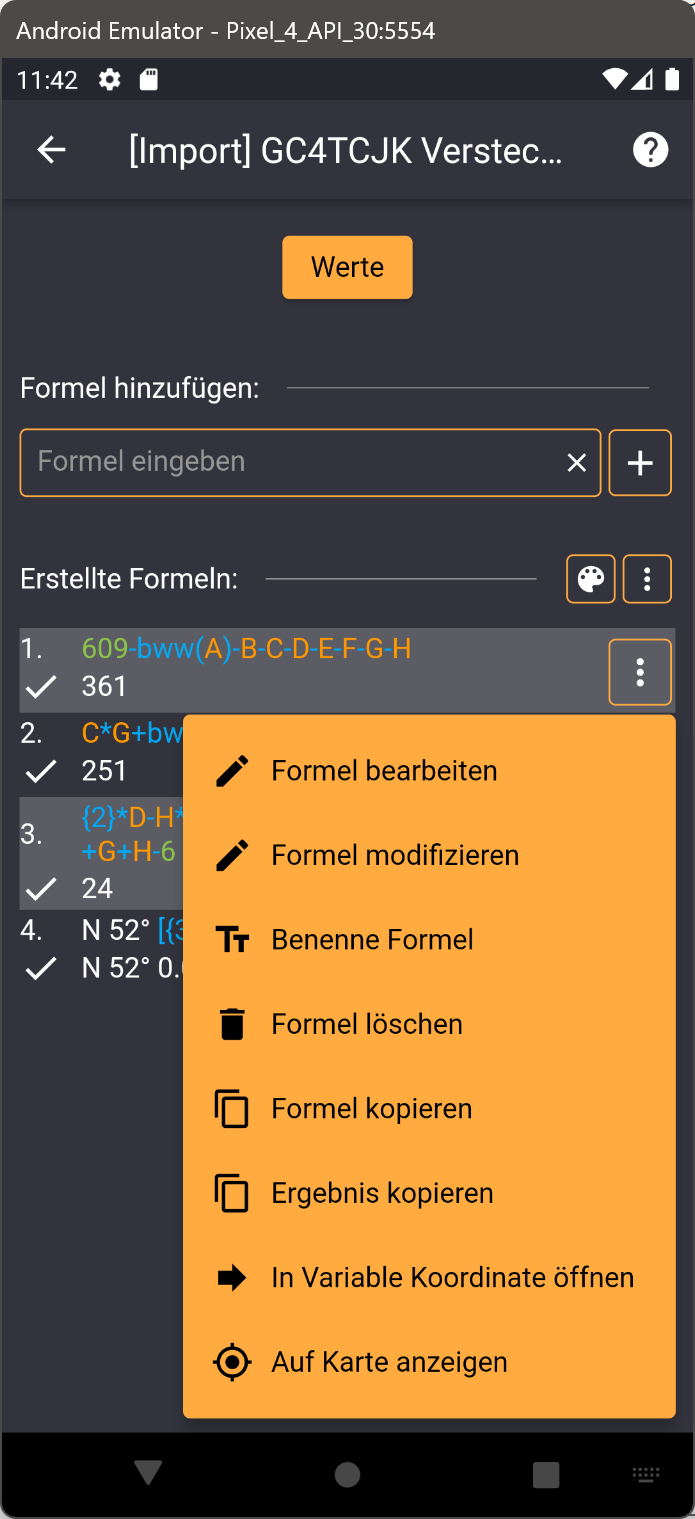 Android Emulator - Pixel_4_API_30:5554
11:42
[Import] GC4TCJK Verstec…
Werte
Formel hinzufügen:
Formel eingeben
Erstellte Formeln:
1. 609-bww(A)-B-C-D-E-F-G-H
361
2. C*G+bw
251
3. {2}*D-H*
+G+H-6
24
4. N 52° [{3
N 52° 0.
Formel bearbeiten
Formel modifizieren
Benenne Formel
Formel löschen
Formel kopieren
Ergebnis kopieren
In Variable Koordinate öffnen
Auf Karte anzeigen